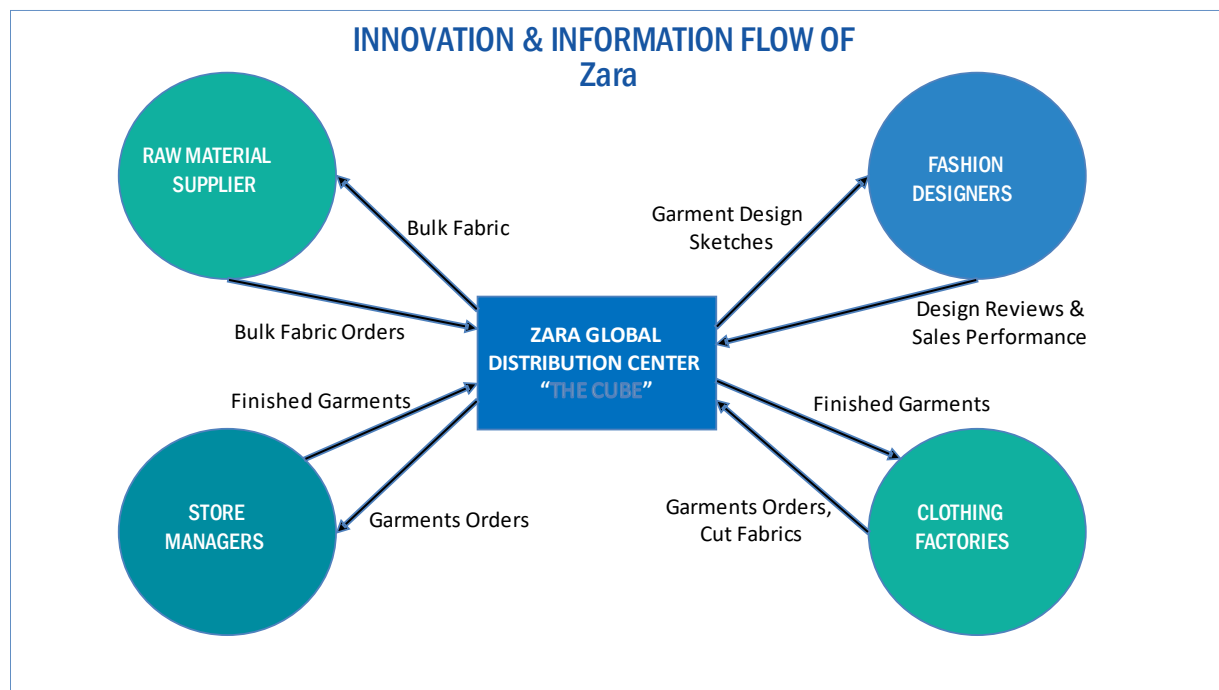 INNOVATION & INFORMATION FLOW OF
Zara
RAW MATERIAL
SUPPLIER
FASHION
DESIGNERS
Bulk Fabric
Garment Design
Sketches
Bulk Fabric Orders
Design Reviews &
Sales Performance
ZARA GLOBAL
DISTRIBUTION CENTER
“THE CUBE”
Finished Garments
Finished Garments
Garments Orders
Garments Orders,
Cut Fabrics
STORE
MANAGERS
CLOTHING
FACTORIES